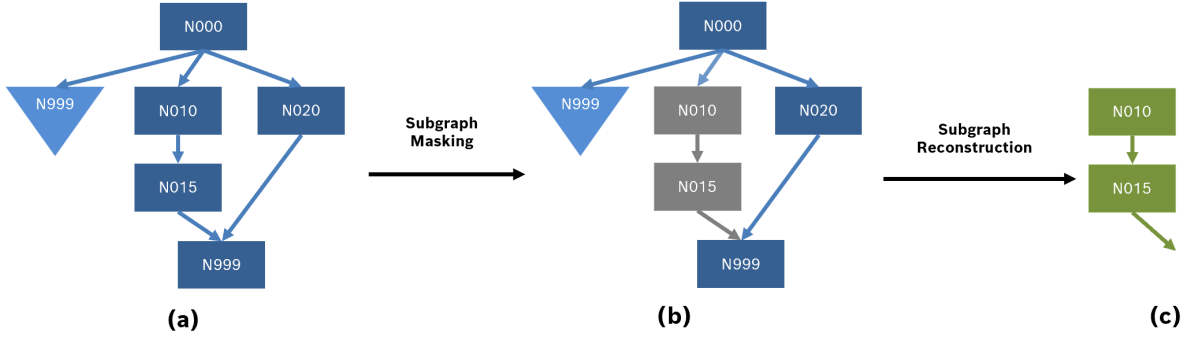 N000
N999
N010
N020
N015
N999
(a)
Subgraph
Masking
N000
N999
N010
N020
N015
N999
(b)
Subgraph
Reconstruction
N010
N015
(c)